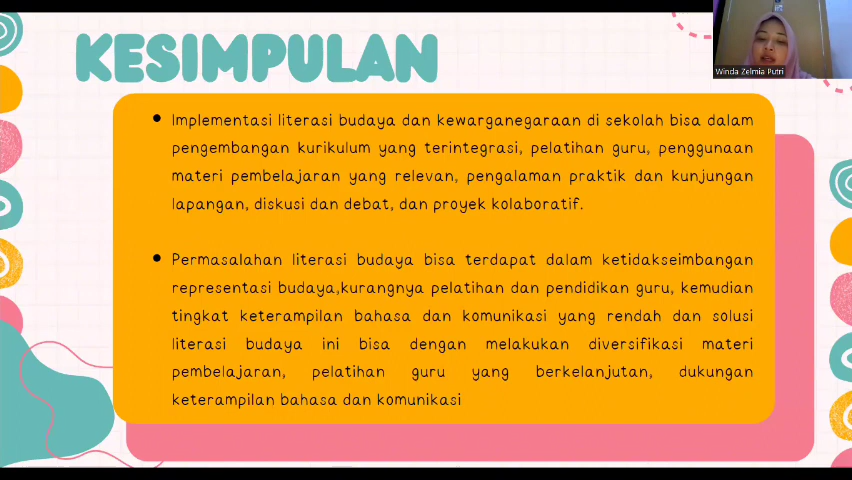 KESIMPULAN
Winda Zelmia Putri
• Implementasi literasi budaya dan kewarganegaraan di sekolah bisa dalam
pengembangan kurikulum yang terintegrasi, pelatihan guru, penggunaan
materi pembelajaran yang relevan, pengalaman praktik dan kunjungan
lapangan, diskusi dan debat, dan proyek kolaboratif.
• Permasalahan literasi budaya bisa terdapat dalam ketidakseimbangan
representasi budaya,kurangnya pelatihan dan pendidikan guru, kemudian
tingkat keterampilan bahasa dan komunikasi yang rendah dan solusi
literasi budaya ini bisa dengan melakukan diversifikasi materi
pembelajaran, pelatihan guru yang berkelanjutan, dukungan
keterampilan bahasa dan komunikasi